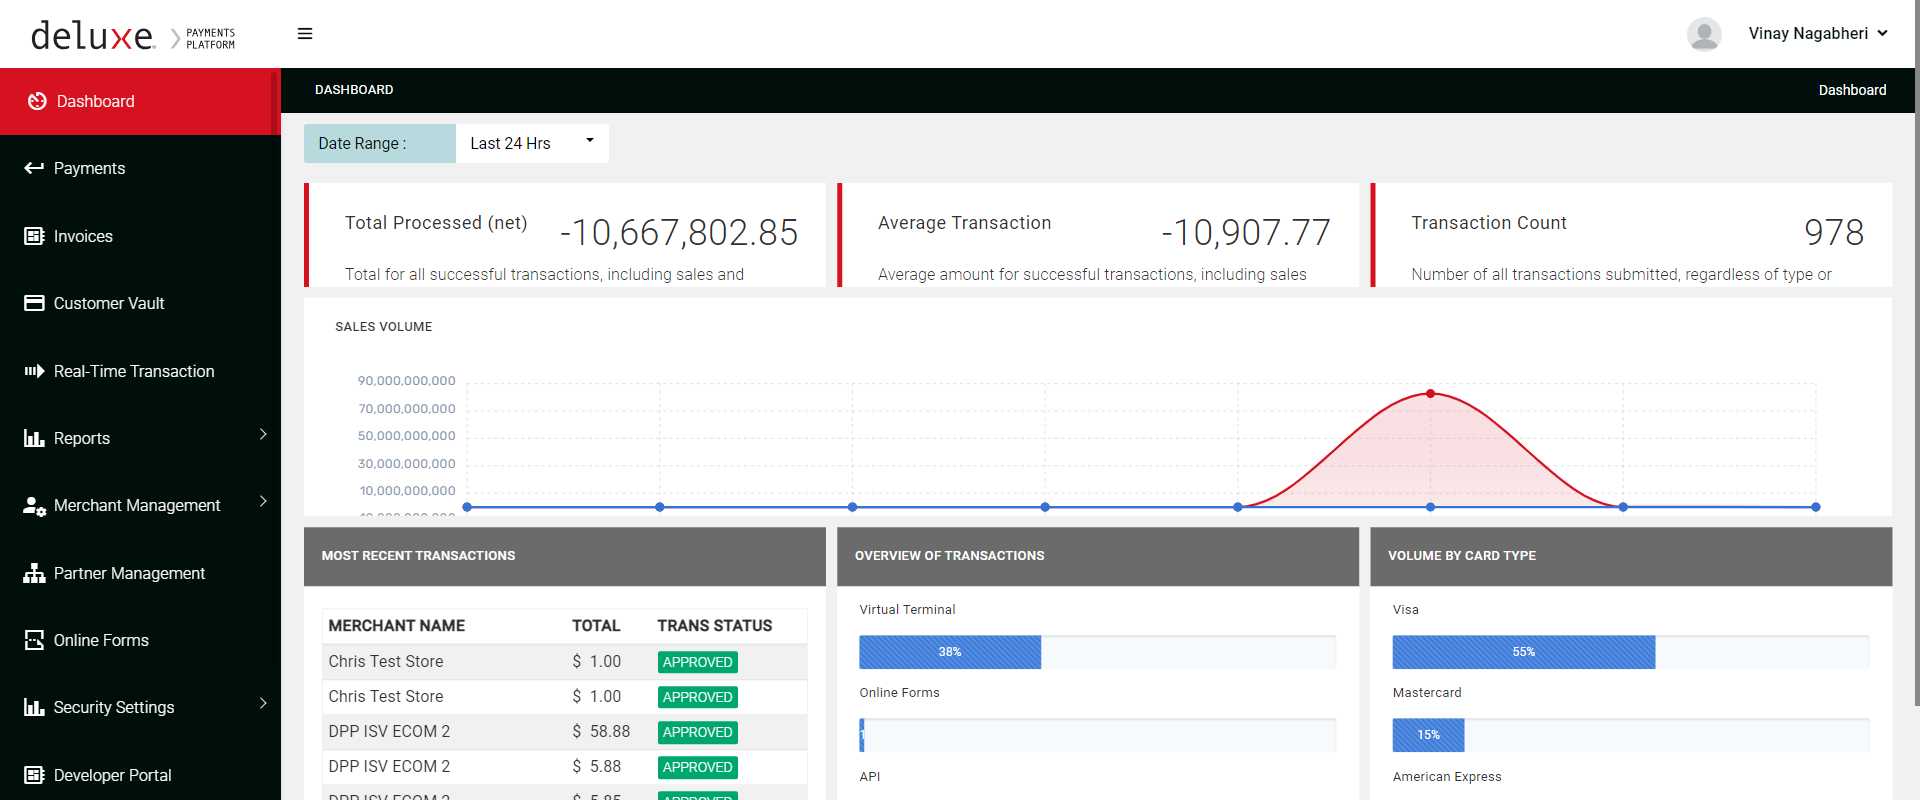 deluxe. PAYMENTS PLATFORM
Vinay Nagabheri
Dashboard
Payments
Invoices
Customer Vault
Real-Time Transaction
Reports
Merchant Management
Partner Management
Online Forms
Security Settings
Developer Portal
DASHBOARD
Dashboard
Date Range :
Last 24 Hrs
Total Processed (net) -10,667,802.85
Total for all successful transactions, including sales and
Average Transaction -10,907.77
Average amount for successful transactions, including sales
Transaction Count 978
Number of all transactions submitted, regardless of type or
SALES VOLUME
90,000,000,000
70,000,000,000
50,000,000,000
30,000,000,000
10,000,000,000
MOST RECENT TRANSACTIONS
MERCHANT NAME TOTAL TRANS STATUS
Chris Test Store $ 1.00 APPROVED
Chris Test Store $ 1.00 APPROVED
DPP ISV ECOM 2 $ 58.88 APPROVED
DPP ISV ECOM 2 $ 5.88 APPROVED
DPP ISV ECOM 2 $ 5.85 APPROVED
OVERVIEW OF TRANSACTIONS
Virtual Terminal
38%
Online Forms
API
VOLUME BY CARD TYPE
Visa
55%
Mastercard
15%
American Express